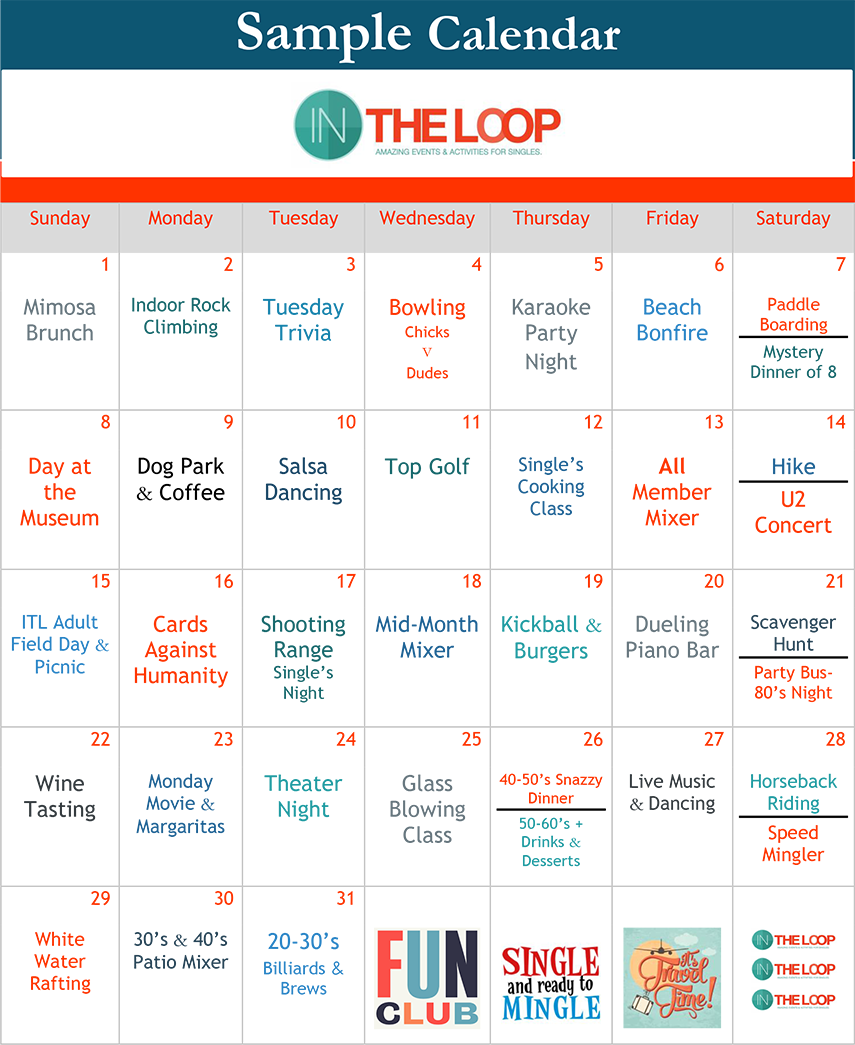 Sample Calendar
IN THE LOOP
AMAZING EVENTS & ACTIVITIES FOR SINGLES.
Sunday Monday Tuesday Wednesday Thursday Friday Saturday
1
Mimosa
Brunch
2
Indoor Rock
Climbing
3
Tuesday
Trivia
4
Bowling
Chicks
V
Dudes
5
Karaoke
Party
Night
6
Beach
Bonfire
7
Paddle
Boarding
Mystery
Dinner of 8
8
Day at
the
Museum
9
Dog Park
& Coffee
10
Salsa
Dancing
11
Top Golf
12
Single's
Cooking
Class
13
All
Member
Mixer
14
Hike
U2
Concert
15
ITL Adult
Field Day &
Picnic
16
Cards
Against
Humanity
17
Shooting
Range
Single's
Night
18
Mid-Month
Mixer
19
Kickball &
Burgers
20
Dueling
Piano Bar
21
Scavenger
Hunt
Party Bus-
80's Night
22
Wine
Tasting
23
Monday
Movie &
Margaritas
24
Theater
Night
25
Glass
Blowing
Class
26
40-50's Snazzy
Dinner
50-60's +
Drinks &
Desserts
27
Live Music
& Dancing
28
Horseback
Riding
Speed
Mingler
29
White
Water
Rafting
30
30's & 40's
Patio Mixer
31
20-30's
Billiards &
Brews
FUN
CLUB
SINGLE
and ready to
MINGLE
It's
Travel
Time!
IN THE LOOP
IN THE LOOP
IN THE LOOP